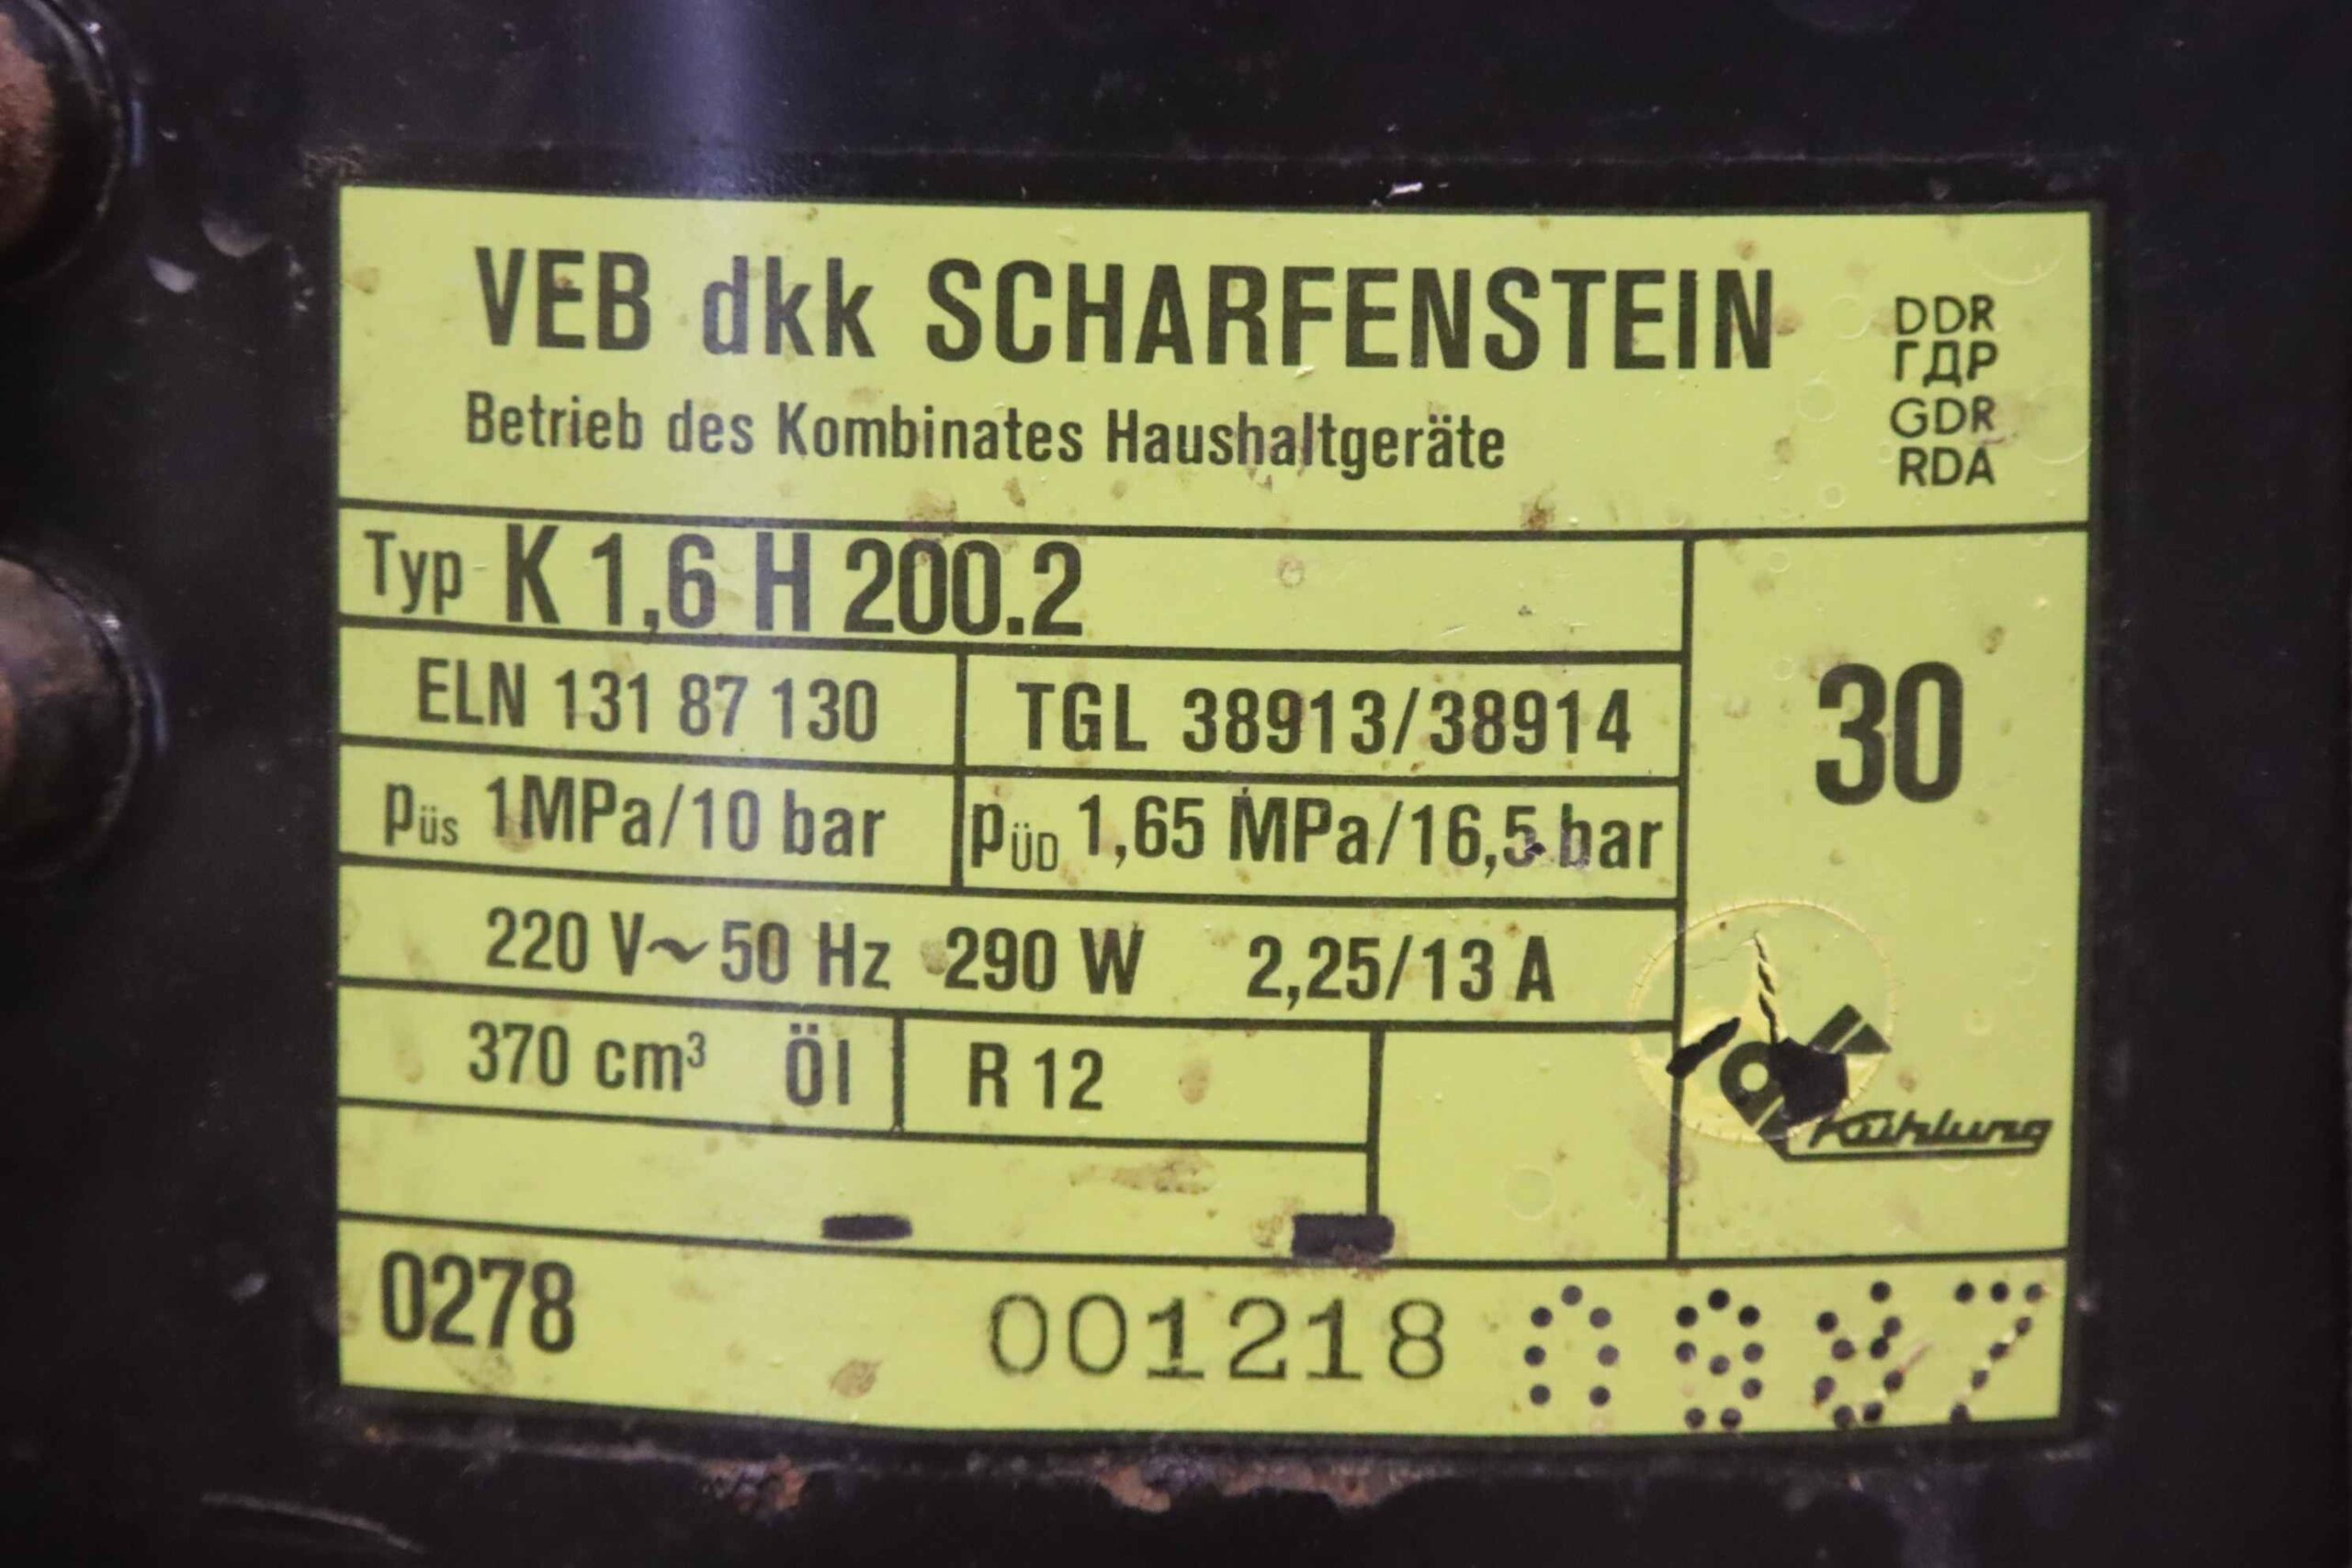 VEB dkk SCHARFENSTEIN
Betrieb des Kombinates Haushaltgeräte
DDR
ГДР
GDR
RDA
Typ K 1,6 H 200.2
30
ELN 131 87 130 TGL 38913/38914
püs 1MPa/10 bar pÜD 1,65 MPa/16,5 bar
220 V~50 Hz 290 W 2,25/13 A
370 cm³ Öl R 12
Kühlung
0278 001218 0987